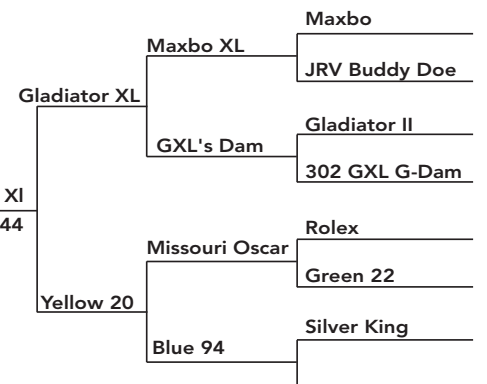 Maxbo
Maxbo XL
JRV Buddy Doe
Gladiator XL
Gladiator II
GXL's Dam
302 GXL G-Dam
Xl
44
Rolex
Missouri Oscar
Green 22
Yellow 20
Silver King
Blue 94